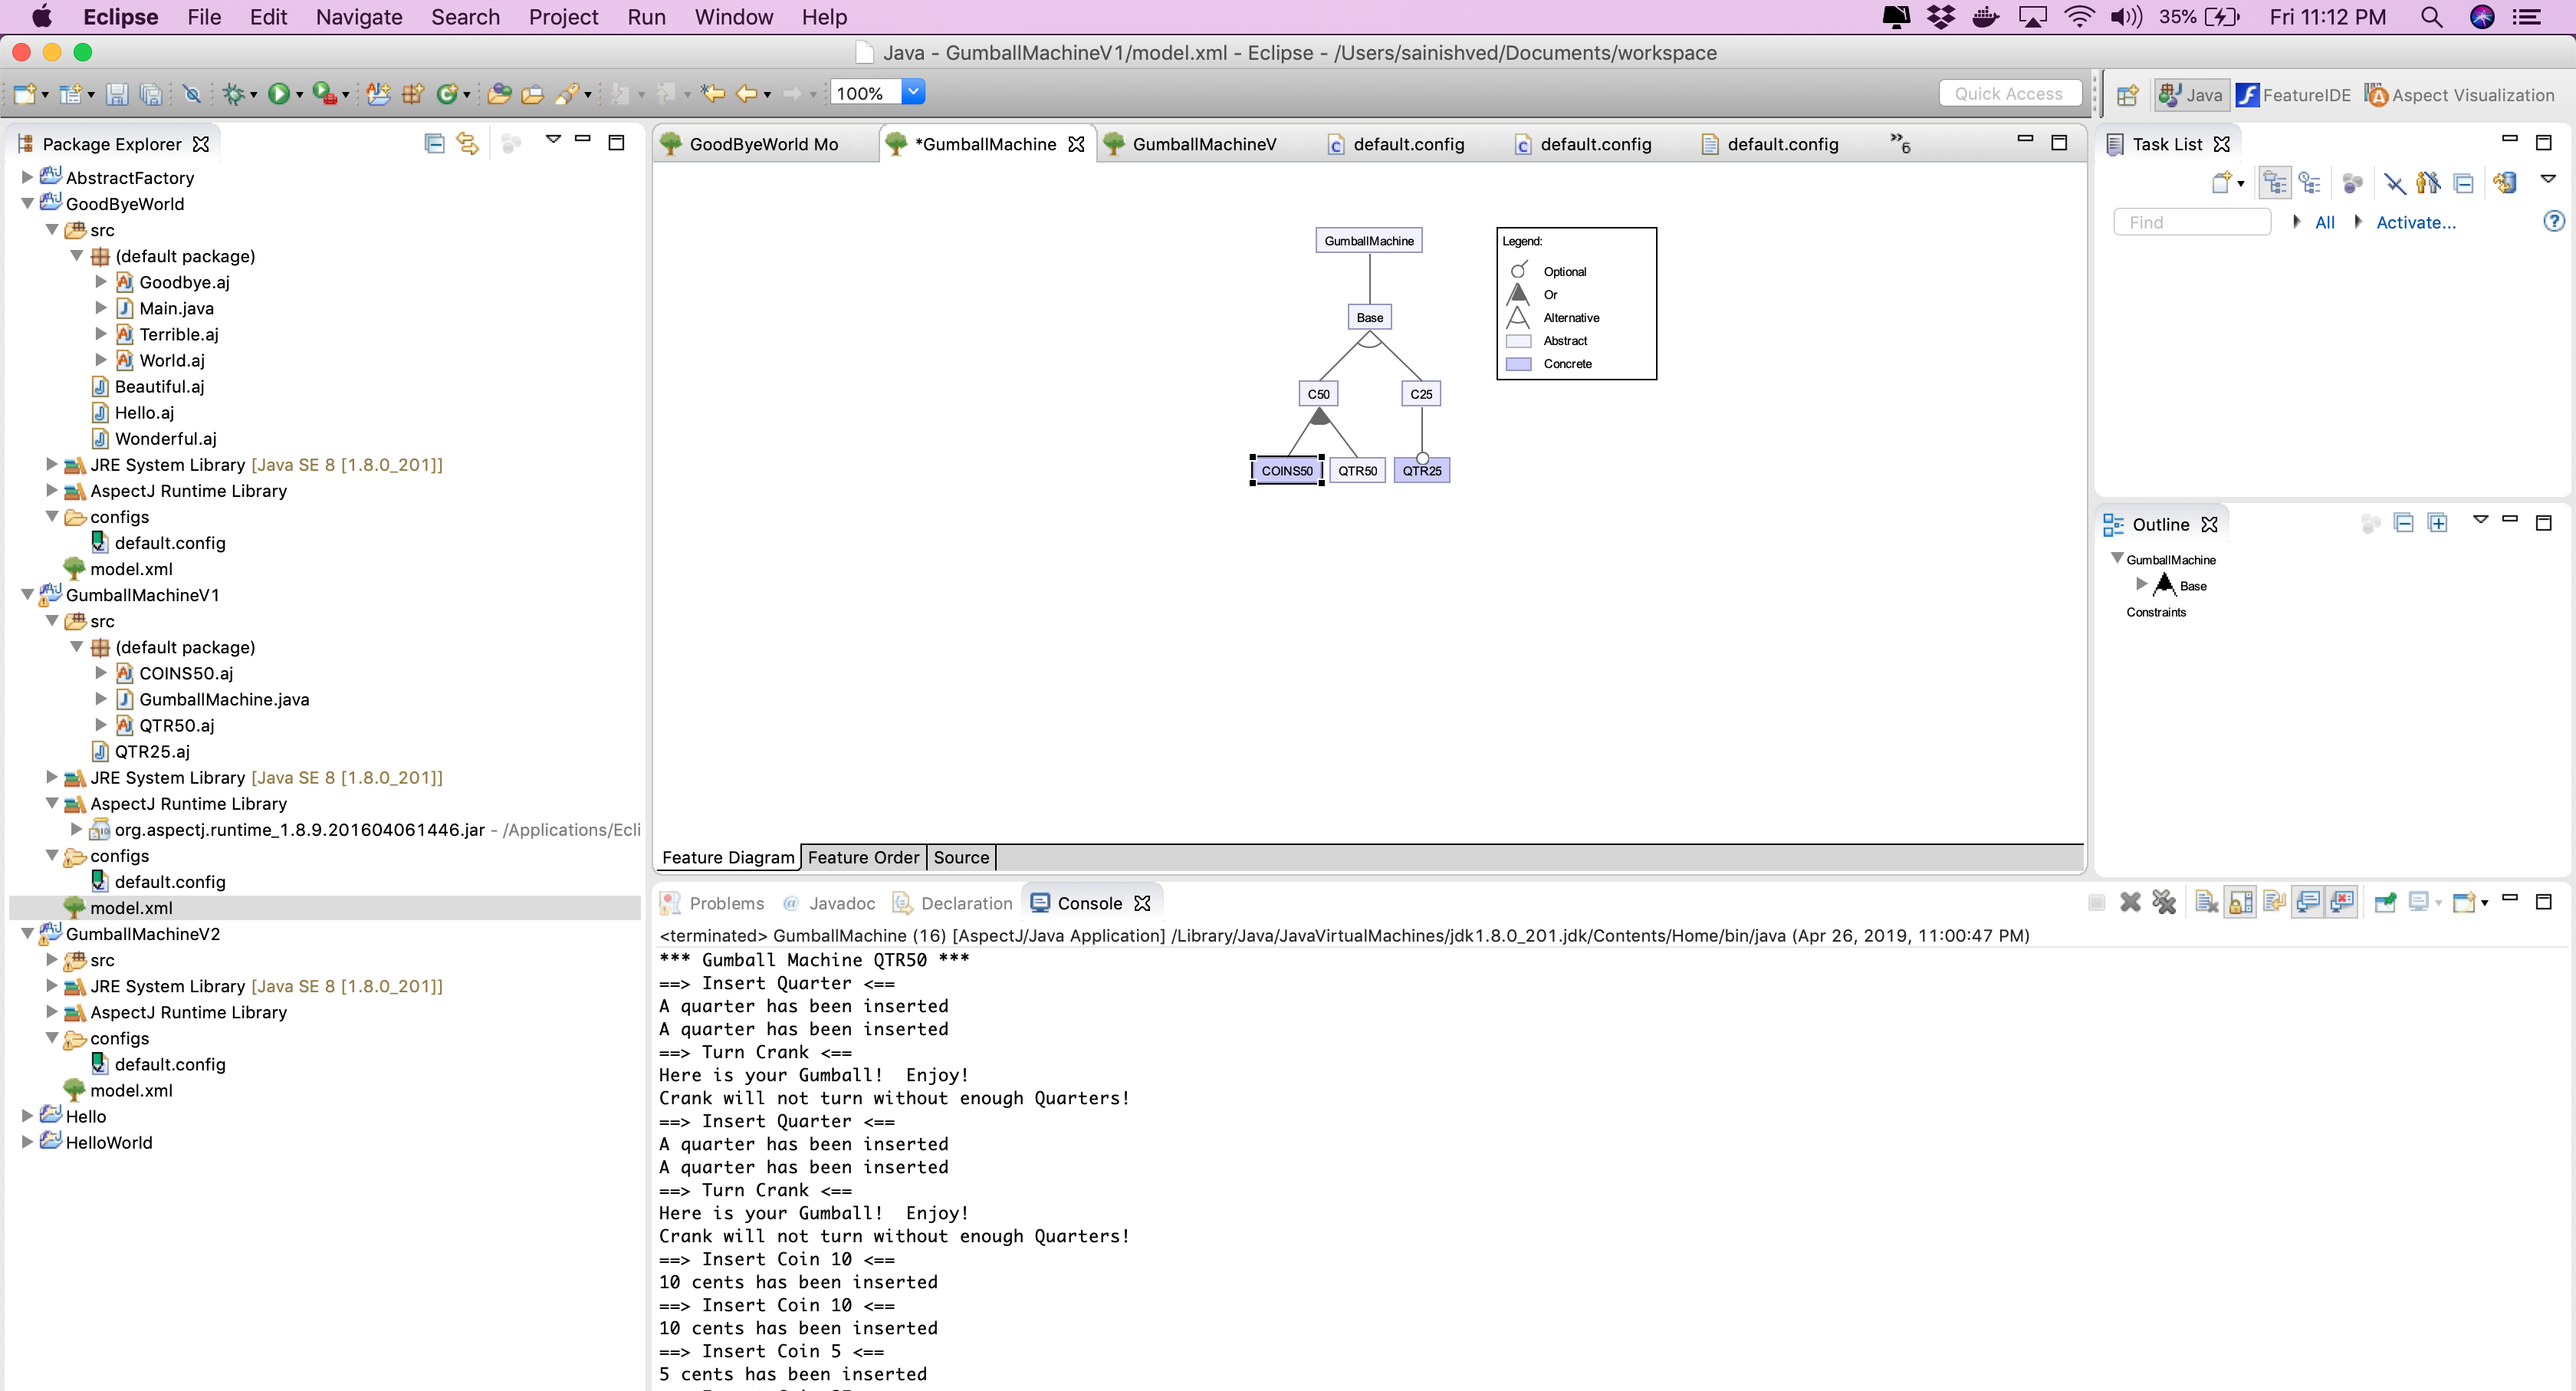 Eclipse File Edit Navigate Search Project Run Window Help 35% Fri 11:12 PM
Java - GumballMachineV1/model.xml - Eclipse - /Users/sainishved/Documents/workspace
100% Quick Access Java FeatureIDE Aspect Visualization
Package Explorer
AbstractFactory
GoodByeWorld
src
(default package)
Goodbye.aj
Main.java
Terrible.aj
World.aj
Beautiful.aj
Hello.aj
Wonderful.aj
JRE System Library [Java SE 8 [1.8.0_201]]
AspectJ Runtime Library
configs
default.config
model.xml
GumballMachineV1
src
(default package)
COINS50.aj
GumballMachine.java
QTR50.aj
QTR25.aj
JRE System Library [Java SE 8 [1.8.0_201]]
AspectJ Runtime Library
org.aspectj.runtime_1.8.9.201604061446.jar - /Applications/Ecli
configs
default.config
model.xml
GumballMachineV2
src
JRE System Library [Java SE 8 [1.8.0_201]]
AspectJ Runtime Library
configs
default.config
model.xml
Hello
HelloWorld
GoodByeWorld Mo *GumballMachine GumballMachineV default.config default.config default.config »6
GumballMachine
Base
C50 C25
COINS50 QTR50 QTR25
Legend:
Optional
Or
Alternative
Abstract
Concrete
Feature Diagram Feature Order Source
Task List
Find All Activate...
Outline
GumballMachine
Base
Constraints
Problems Javadoc Declaration Console
<terminated> GumballMachine (16) [AspectJ/Java Application] /Library/Java/JavaVirtualMachines/jdk1.8.0_201.jdk/Contents/Home/bin/java (Apr 26, 2019, 11:00:47 PM)
*** Gumball Machine QTR50 ***
==> Insert Quarter <==
A quarter has been inserted
A quarter has been inserted
==> Turn Crank <==
Here is your Gumball!  Enjoy!
Crank will not turn without enough Quarters!
==> Insert Quarter <==
A quarter has been inserted
A quarter has been inserted
==> Turn Crank <==
Here is your Gumball!  Enjoy!
Crank will not turn without enough Quarters!
==> Insert Coin 10 <==
10 cents has been inserted
==> Insert Coin 10 <==
10 cents has been inserted
==> Insert Coin 5 <==
5 cents has been inserted